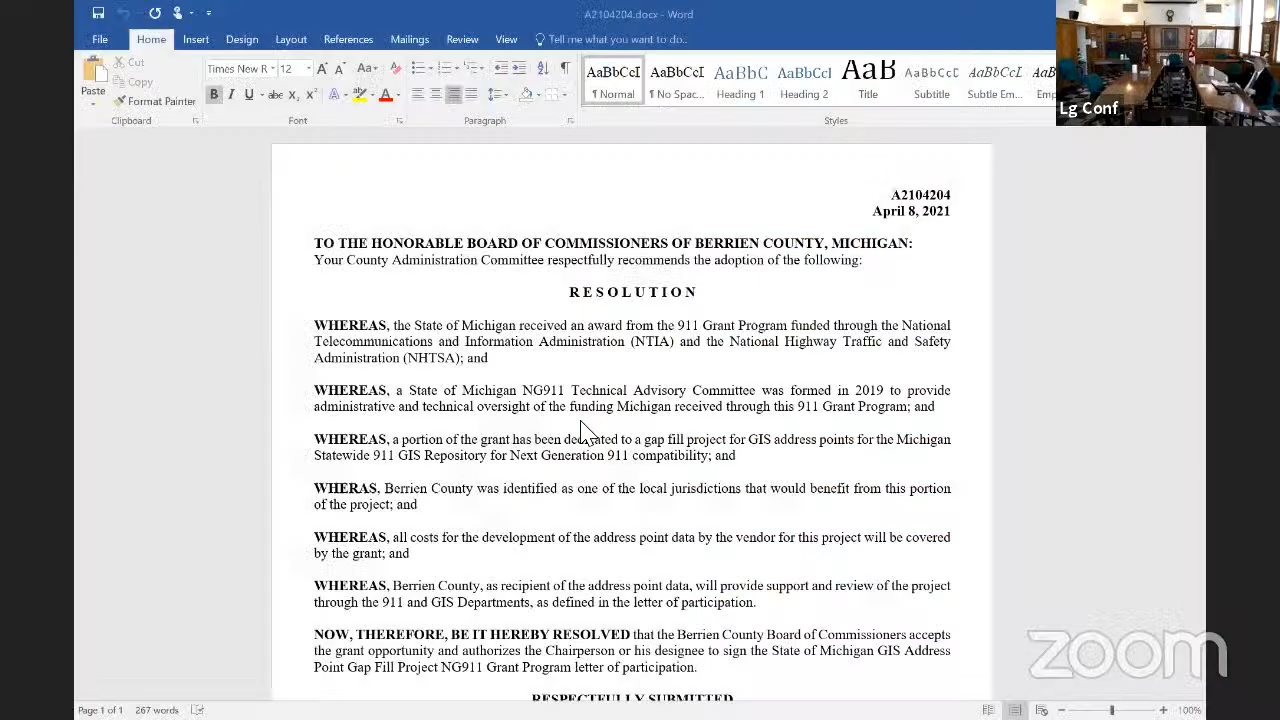 A2104204.docx - Word
File Home Insert Design Layout References Mailings Review View Tell me what you want to do..
Lg Conf
Paste
Cut
Copy
Format Painter
Times New R 12
AaBbCcI AaBbCcI AaBbC AaBbCcI AaB AaBbCcD AaBbCcI AaB
¶ Normal ¶ No Spac... Heading 1 Heading 2 Title Subtitle Subtle Em... Emp
Clipboard Font Paragraph Styles
A2104204
April 8, 2021
TO THE HONORABLE BOARD OF COMMISSIONERS OF BERRIEN COUNTY, MICHIGAN:
Your County Administration Committee respectfully recommends the adoption of the following:
R E S O L U T I O N
WHEREAS, the State of Michigan received an award from the 911 Grant Program funded through the National
Telecommunications and Information Administration (NTIA) and the National Highway Traffic and Safety
Administration (NHTSA); and
WHEREAS, a State of Michigan NG911 Technical Advisory Committee was formed in 2019 to provide
administrative and technical oversight of the funding Michigan received through this 911 Grant Program; and
WHEREAS, a portion of the grant has been dedicated to a gap fill project for GIS address points for the Michigan
Statewide 911 GIS Repository for Next Generation 911 compatibility; and
WHERAS, Berrien County was identified as one of the local jurisdictions that would benefit from this portion
of the project; and
WHEREAS, all costs for the development of the address point data by the vendor for this project will be covered
by the grant; and
WHEREAS, Berrien County, as recipient of the address point data, will provide support and review of the project
through the 911 and GIS Departments, as defined in the letter of participation.
NOW, THEREFORE, BE IT HEREBY RESOLVED that the Berrien County Board of Commissioners accepts
the grant opportunity and authorizes the Chairperson or his designee to sign the State of Michigan GIS Address
Point Gap Fill Project NG911 Grant Program letter of participation.
RESPECTFULLY SUBMITTED
zoom
Page 1 of 1 267 words 100%